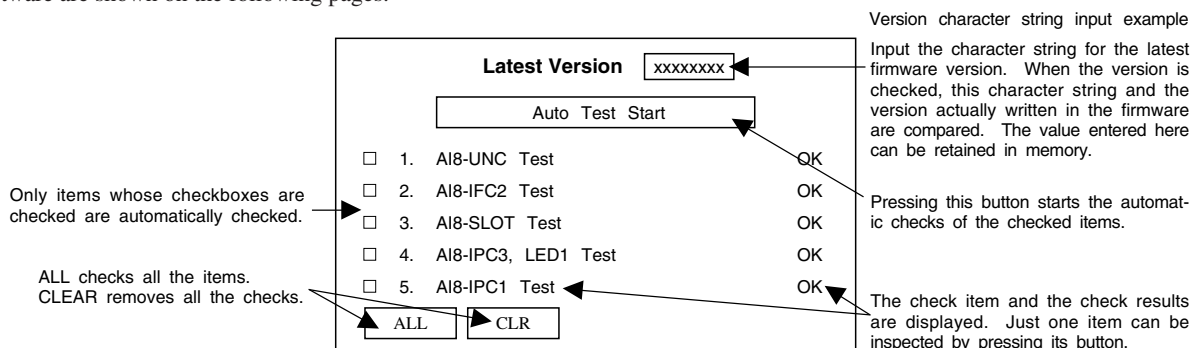 tware are shown on the following pages.
Version character string input example
Latest Version xxxxxxxx
Input the character string for the latest
firmware version. When the version is
checked, this character string and the
version actually written in the firmware
are compared. The value entered here
can be retained in memory.
Auto Test Start
☐ 1. AI8-UNC Test OK
☐ 2. AI8-IFC2 Test OK
☐ 3. AI8-SLOT Test OK
☐ 4. AI8-IPC3, LED1 Test OK
☐ 5. AI8-IPC1 Test OK
ALL CLR
Only items whose checkboxes are
checked are automatically checked.
ALL checks all the items.
CLEAR removes all the checks.
Pressing this button starts the automat-
ic checks of the checked items.
The check item and the check results
are displayed. Just one item can be
inspected by pressing its button.